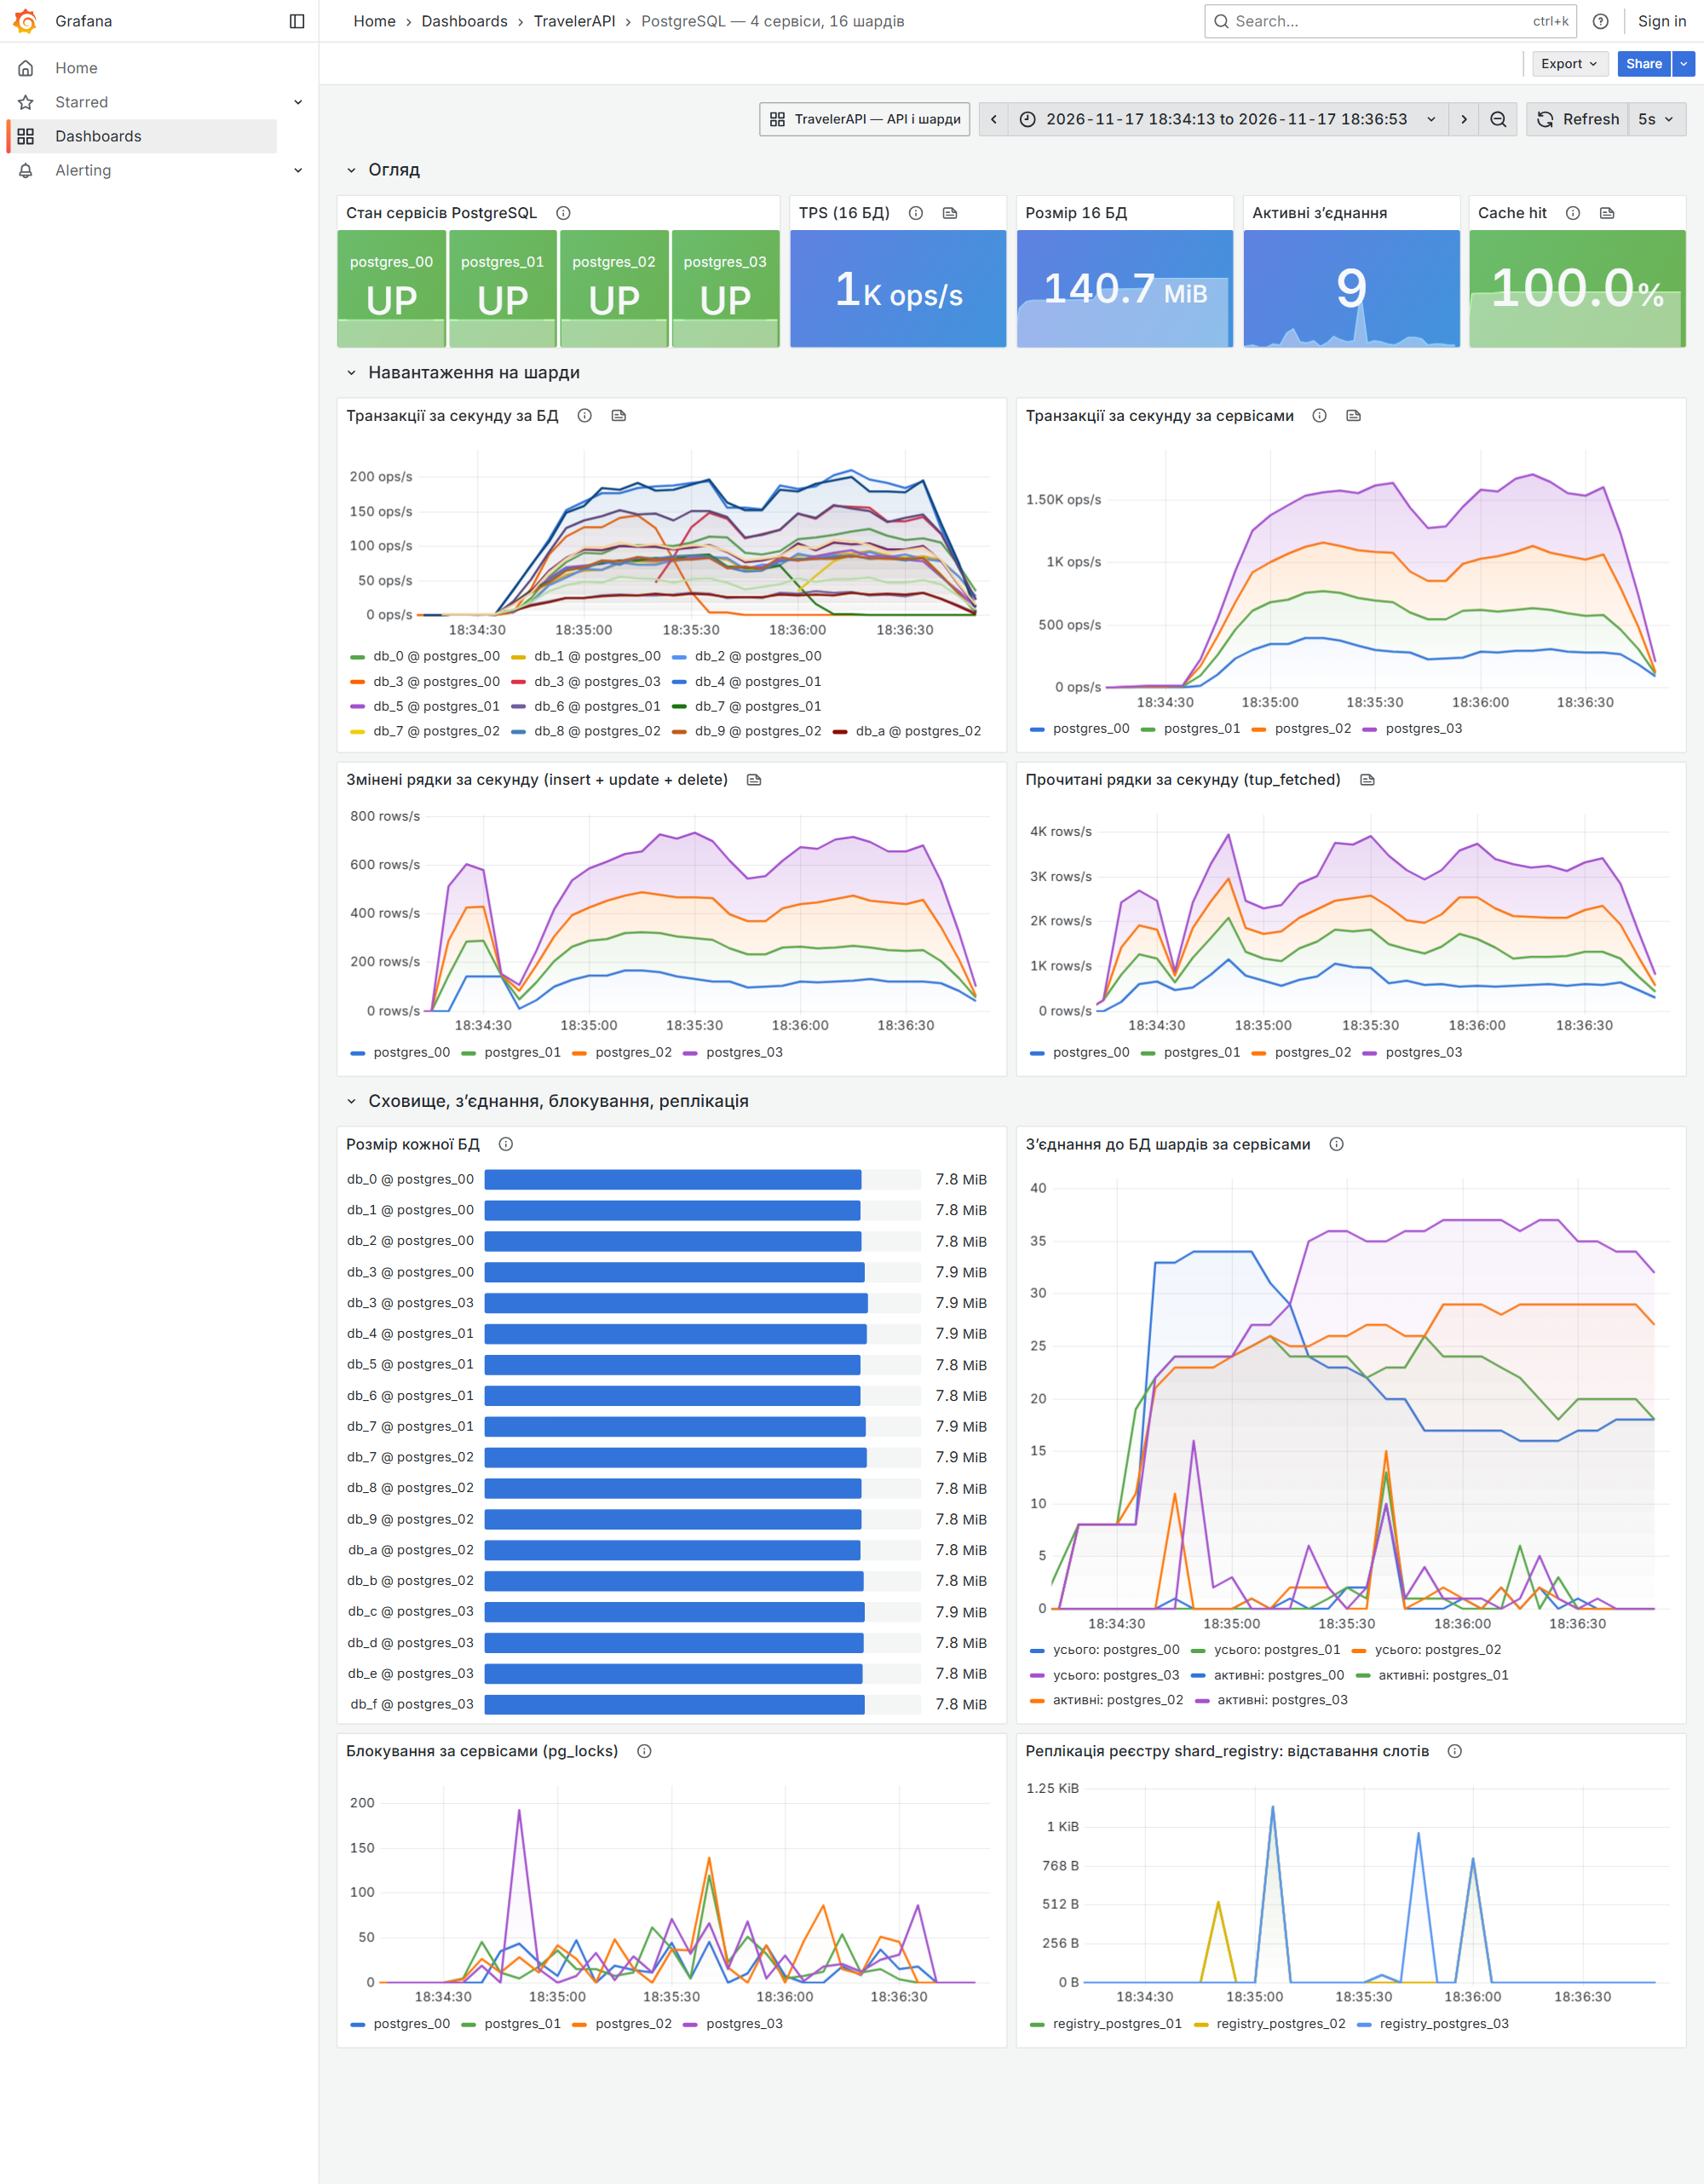 Grafana
Home › Dashboards › TravelerAPI › PostgreSQL — 4 сервіси, 16 шардів
Search...
ctrl+k
Sign in
Home
Starred
Dashboards
Alerting
Export
Share
TravelerAPI — API і шарди
2026-11-17 18:34:13 to 2026-11-17 18:36:53
Refresh
5s
Огляд
Стан сервісів PostgreSQL
postgres_00
UP
postgres_01
UP
postgres_02
UP
postgres_03
UP
TPS (16 БД)
1K ops/s
Розмір 16 БД
140.7 MiB
Активні з’єднання
9
Cache hit
100.0%
Навантаження на шарди
Транзакції за секунду за БД
200 ops/s
150 ops/s
100 ops/s
50 ops/s
0 ops/s
18:34:30 18:35:00 18:35:30 18:36:00 18:36:30
db_0 @ postgres_00 db_1 @ postgres_00 db_2 @ postgres_00
db_3 @ postgres_00 db_3 @ postgres_03 db_4 @ postgres_01
db_5 @ postgres_01 db_6 @ postgres_01 db_7 @ postgres_01
db_7 @ postgres_02 db_8 @ postgres_02 db_9 @ postgres_02 db_a @ postgres_02
Транзакції за секунду за сервісами
1.50K ops/s
1K ops/s
500 ops/s
0 ops/s
18:34:30 18:35:00 18:35:30 18:36:00 18:36:30
postgres_00 postgres_01 postgres_02 postgres_03
Змінені рядки за секунду (insert + update + delete)
800 rows/s
600 rows/s
400 rows/s
200 rows/s
0 rows/s
18:34:30 18:35:00 18:35:30 18:36:00 18:36:30
postgres_00 postgres_01 postgres_02 postgres_03
Прочитані рядки за секунду (tup_fetched)
4K rows/s
3K rows/s
2K rows/s
1K rows/s
0 rows/s
18:34:30 18:35:00 18:35:30 18:36:00 18:36:30
postgres_00 postgres_01 postgres_02 postgres_03
Сховище, з’єднання, блокування, реплікація
Розмір кожної БД
db_0 @ postgres_00 7.8 MiB
db_1 @ postgres_00 7.8 MiB
db_2 @ postgres_00 7.8 MiB
db_3 @ postgres_00 7.9 MiB
db_3 @ postgres_03 7.9 MiB
db_4 @ postgres_01 7.9 MiB
db_5 @ postgres_01 7.8 MiB
db_6 @ postgres_01 7.8 MiB
db_7 @ postgres_01 7.9 MiB
db_7 @ postgres_02 7.9 MiB
db_8 @ postgres_02 7.8 MiB
db_9 @ postgres_02 7.8 MiB
db_a @ postgres_02 7.8 MiB
db_b @ postgres_02 7.8 MiB
db_c @ postgres_03 7.9 MiB
db_d @ postgres_03 7.8 MiB
db_e @ postgres_03 7.8 MiB
db_f @ postgres_03 7.8 MiB
З’єднання до БД шардів за сервісами
40
35
30
25
20
15
10
5
0
18:34:30 18:35:00 18:35:30 18:36:00 18:36:30
усього: postgres_00 усього: postgres_01 усього: postgres_02
усього: postgres_03 активні: postgres_00 активні: postgres_01
активні: postgres_02 активні: postgres_03
Блокування за сервісами (pg_locks)
200
150
100
50
0
18:34:30 18:35:00 18:35:30 18:36:00 18:36:30
postgres_00 postgres_01 postgres_02 postgres_03
Реплікація реєстру shard_registry: відставання слотів
1.25 KiB
1 KiB
768 B
512 B
256 B
0 B
18:34:30 18:35:00 18:35:30 18:36:00 18:36:30
registry_postgres_01 registry_postgres_02 registry_postgres_03